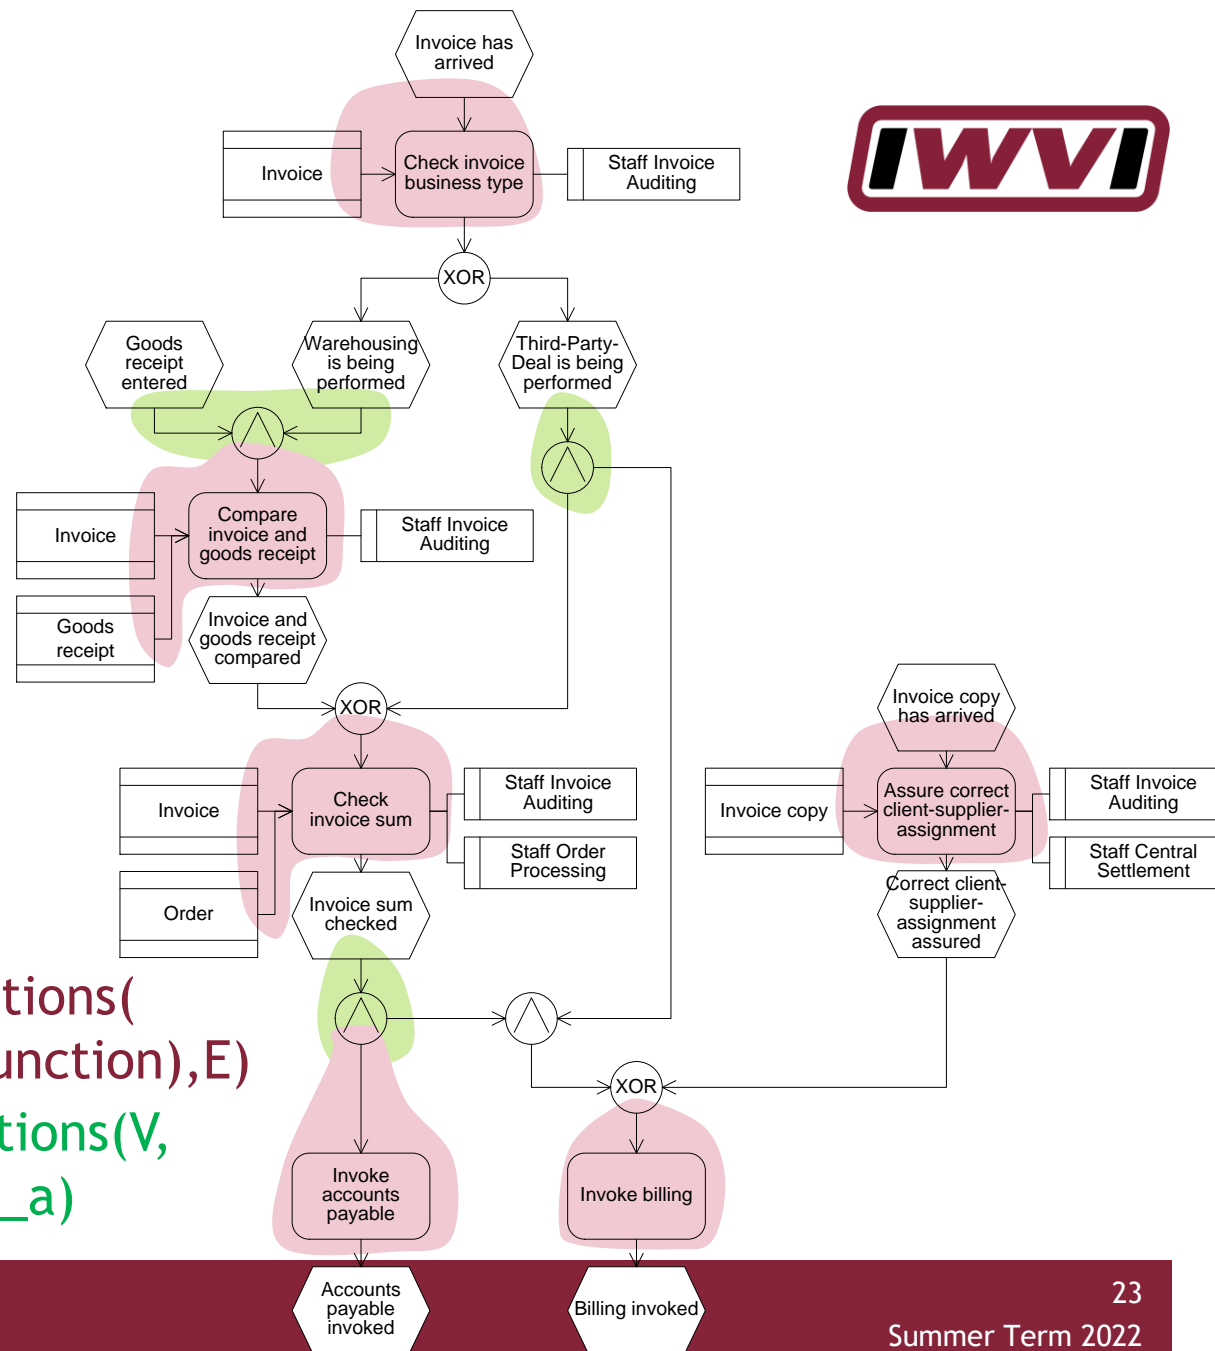 Invoice has
arrived
IWVI
Invoice
Check invoice
business type
Staff Invoice
Auditing
XOR
Goods
receipt
entered
Warehousing
is being
performed
Third-Party-
Deal is being
performed
Invoice
Compare
invoice and
goods receipt
Staff Invoice
Auditing
Goods
receipt
Invoice and
goods receipt
compared
XOR
Invoice copy
has arrived
Invoice
Check
invoice sum
Staff Invoice
Auditing
Staff Order
Processing
Order
Invoice sum
checked
Invoice copy
Assure correct
client-supplier-
assignment
Staff Invoice
Auditing
Staff Central
Settlement
Correct client-
supplier-
assignment
assured
tions(
unction),E)
tions(V,
_a)
XOR
Invoke
accounts
payable
Invoke billing
Accounts
payable
invoked
Billing invoked
23
Summer Term 2022